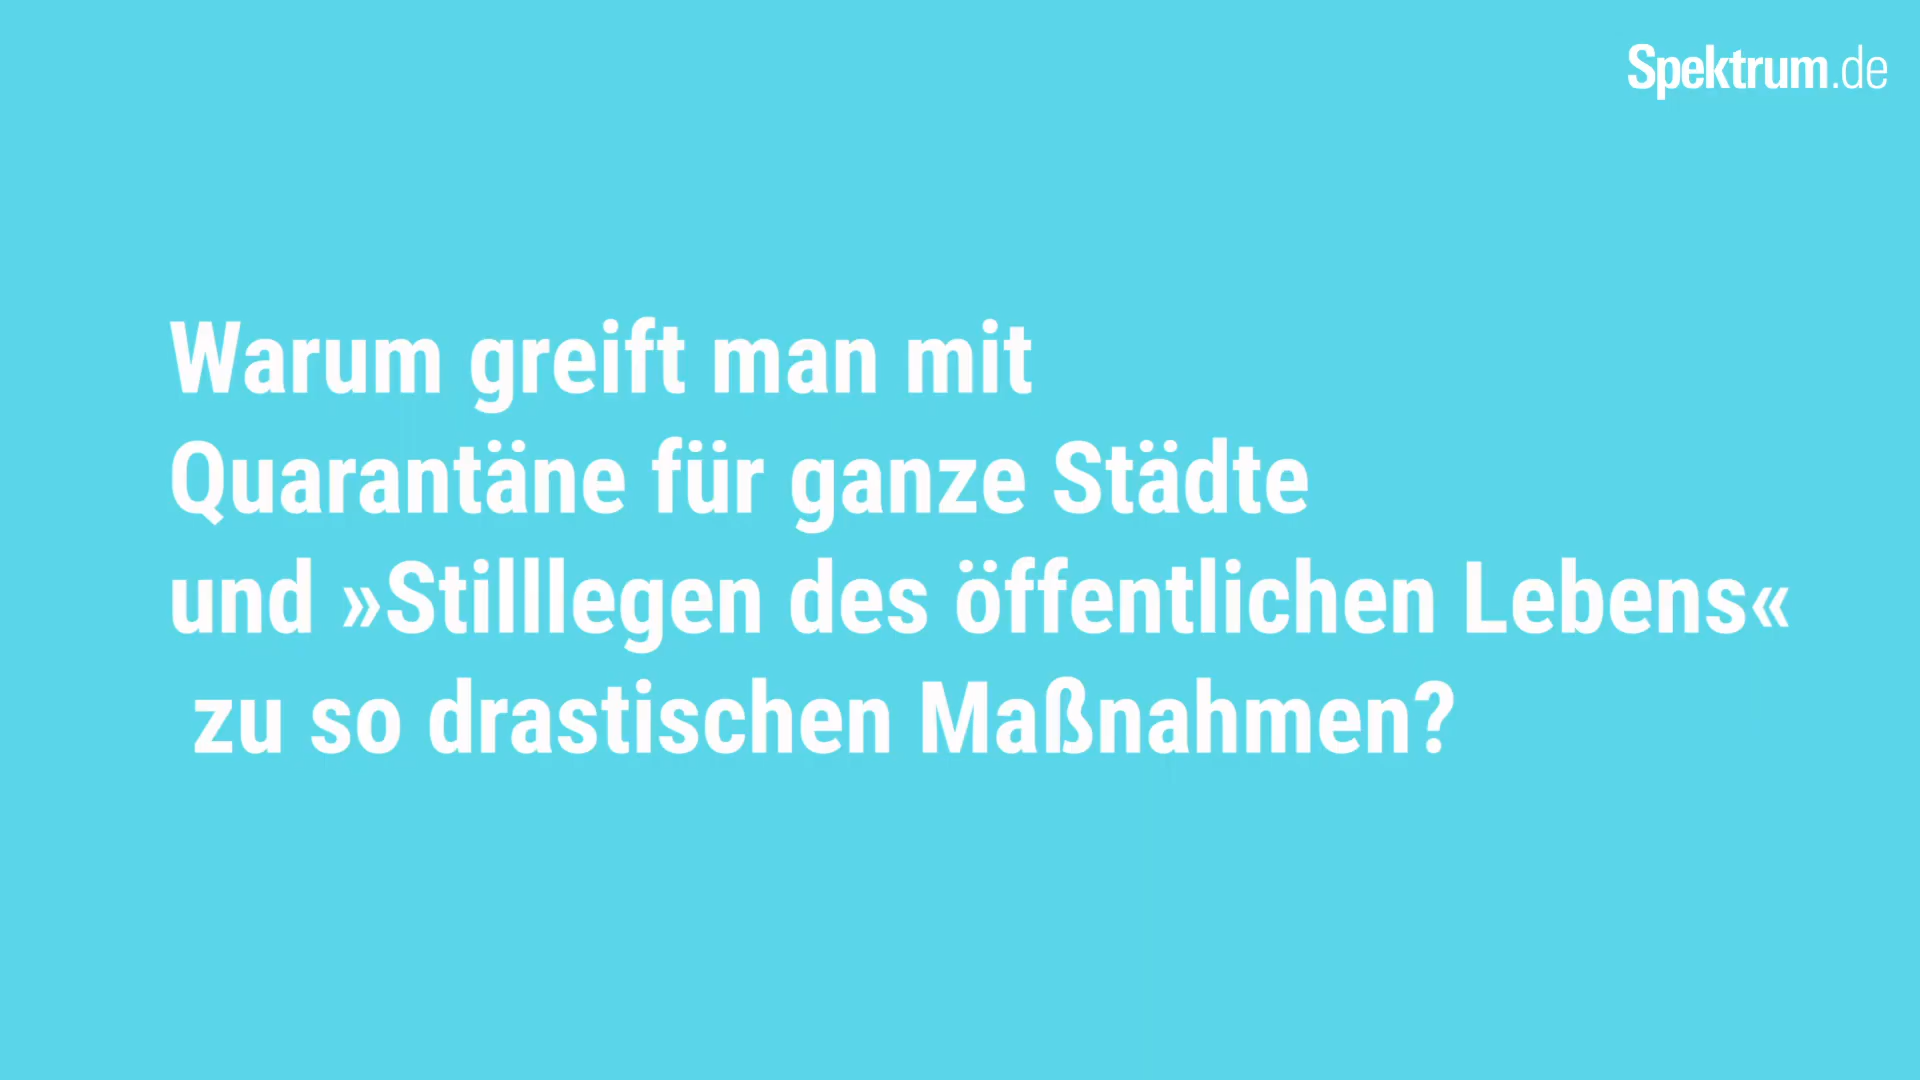 Spektrum.de
Warum greift man mit
Quarantäne für ganze Städte
und »Stilllegen des öffentlichen Lebens«
zu so drastischen Maßnahmen?